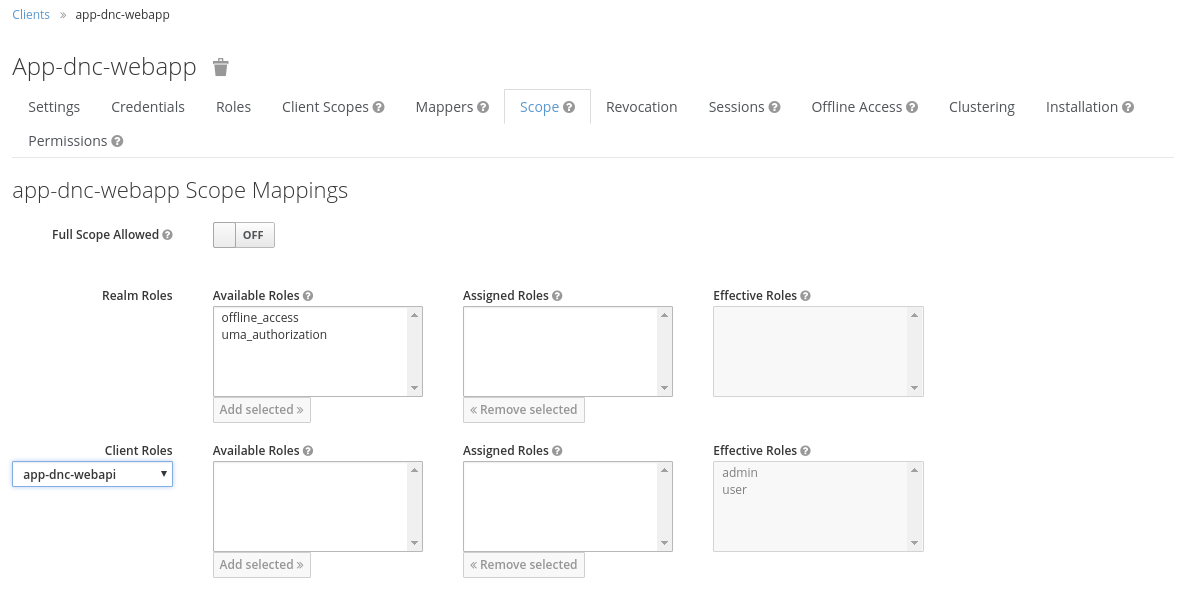 Clients » app-dnc-webapp
App-dnc-webapp
Settings Credentials Roles Client Scopes ? Mappers ? Scope ? Revocation Sessions ? Offline Access ? Clustering Installation ?
Permissions ?
app-dnc-webapp Scope Mappings
Full Scope Allowed ? OFF
Realm Roles Available Roles ? Assigned Roles ? Effective Roles ?
offline_access
uma_authorization
Add selected » « Remove selected
Client Roles Available Roles ? Assigned Roles ? Effective Roles ?
app-dnc-webapi admin
user
Add selected » « Remove selected